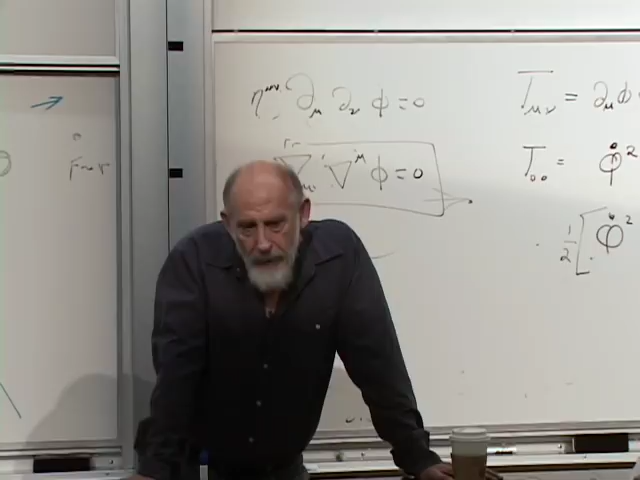 η^{μν} ∂_μ ∂_ν φ = 0
∇_μ ∇^μ φ = 0
T_{μν} = ∂_μ φ
T_{00} = φ̇²
1/2 [ φ̇²